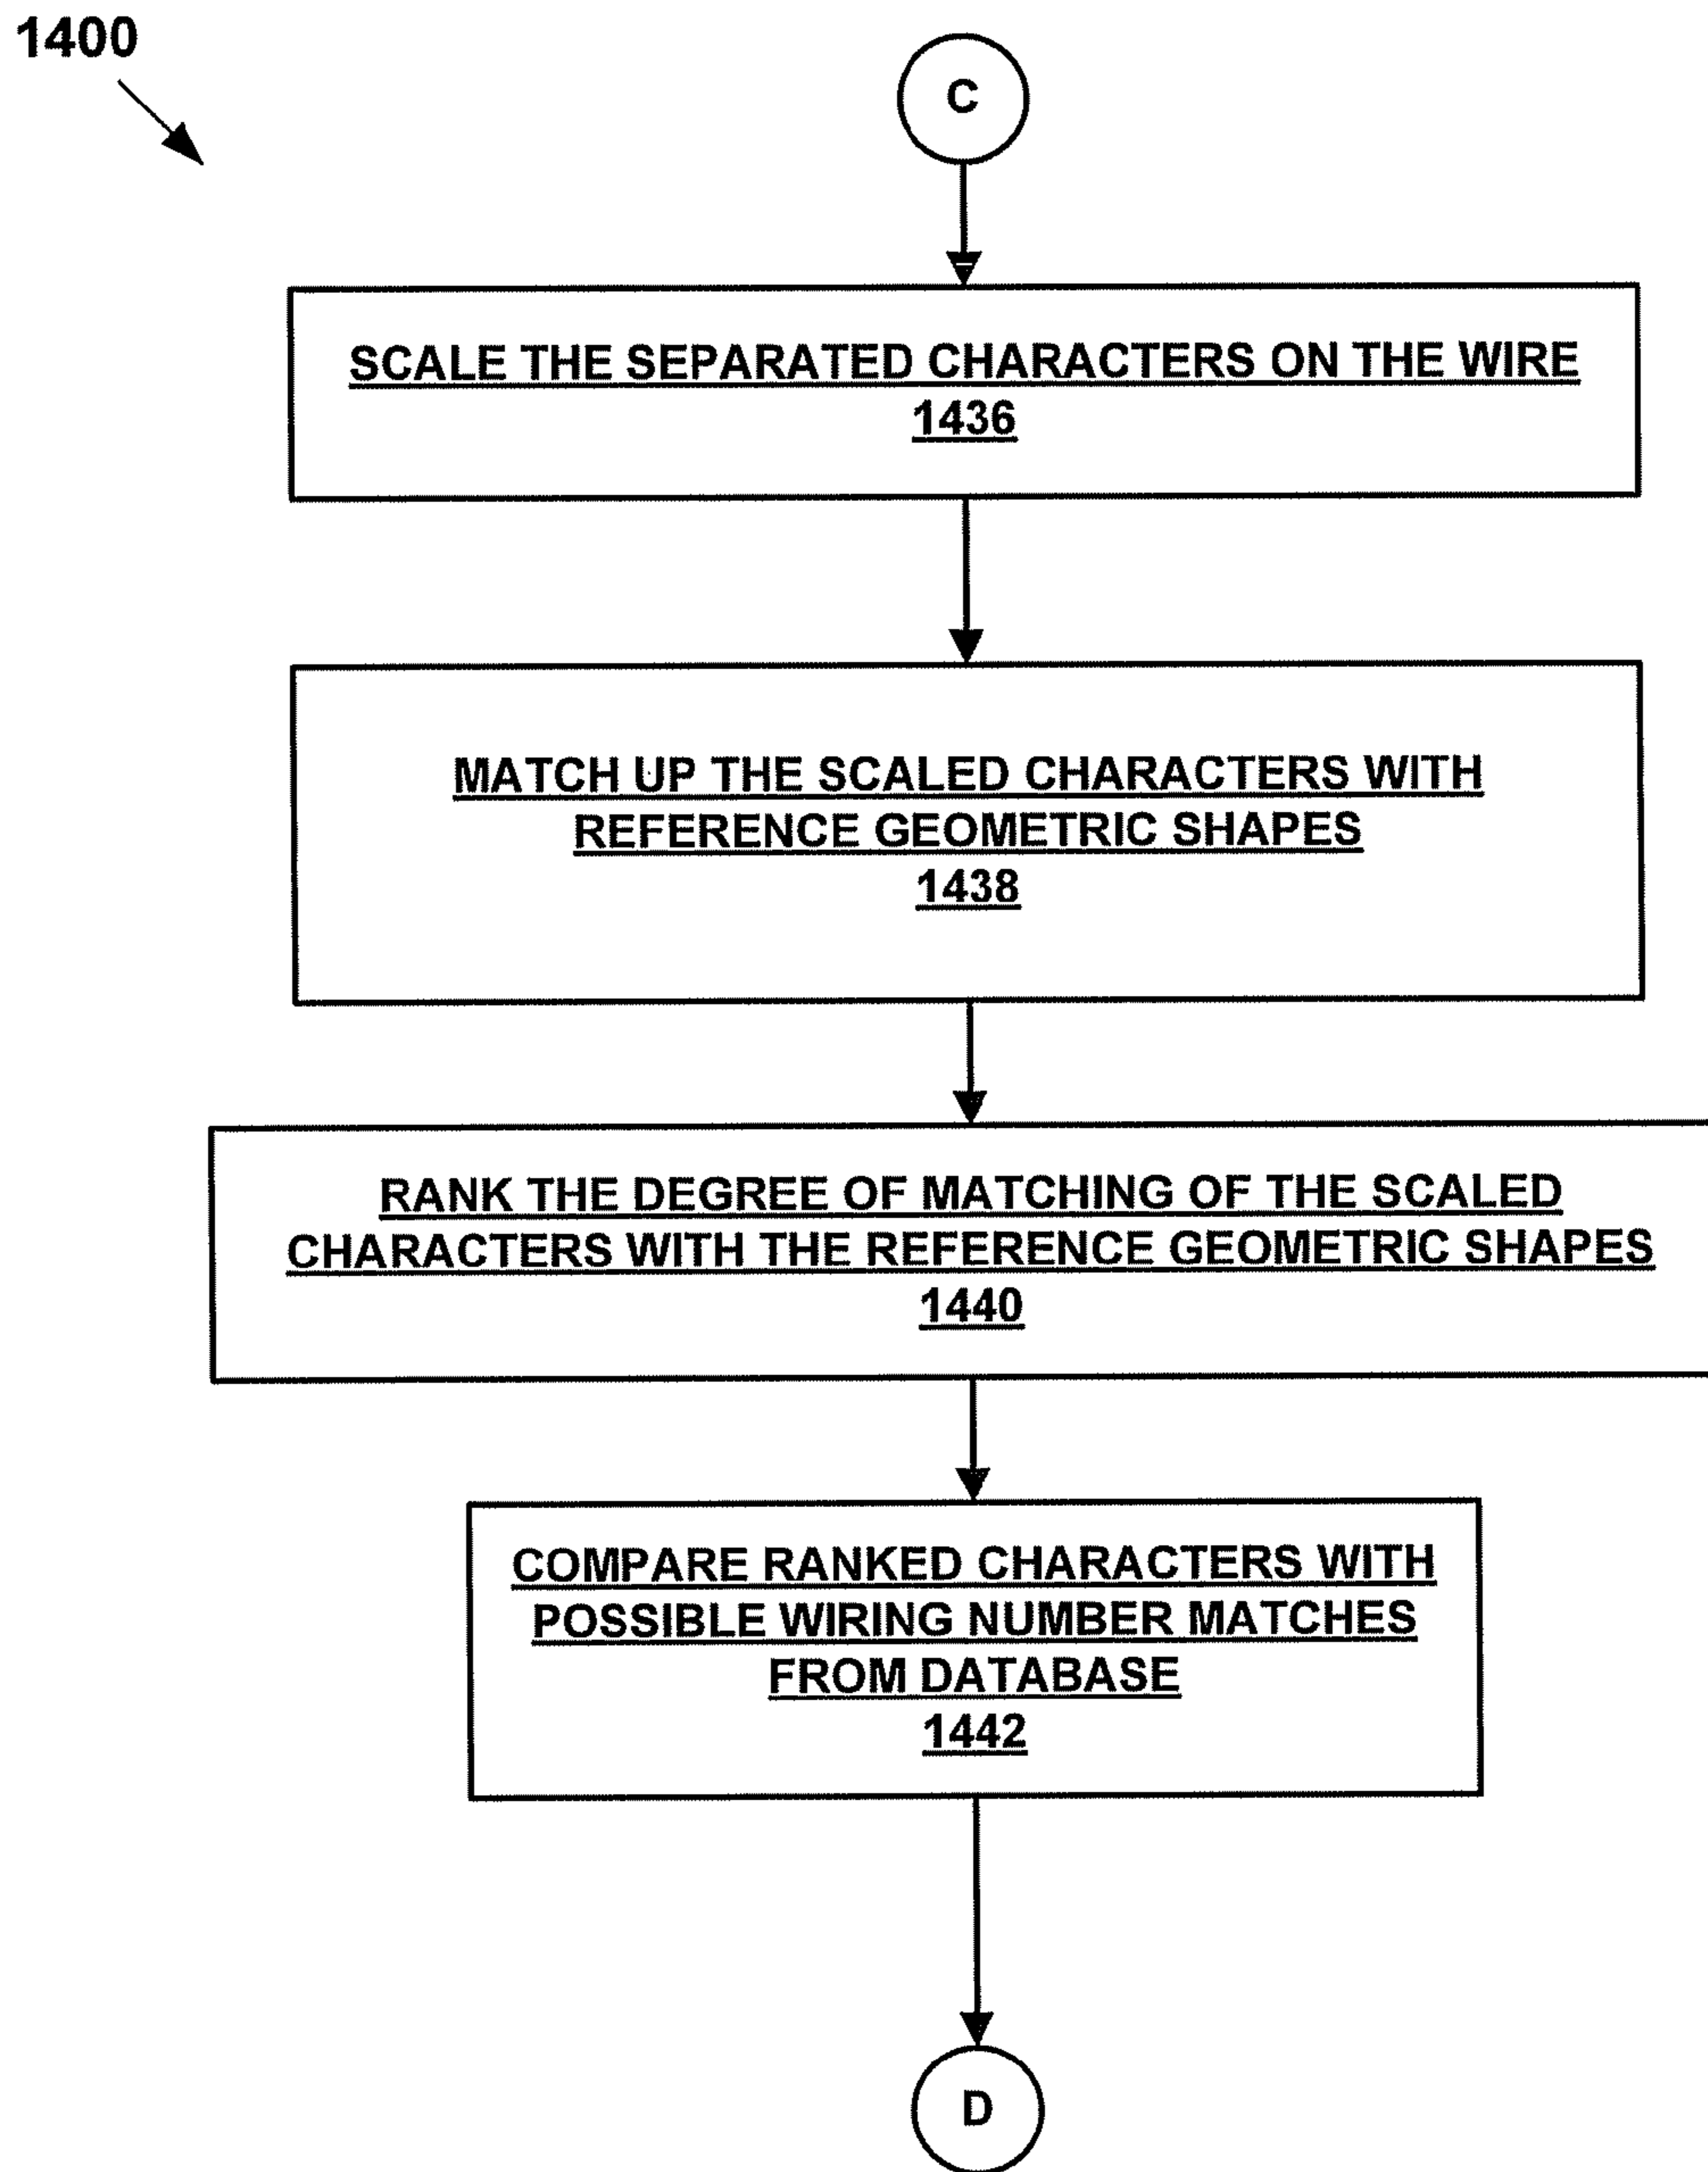 1400
C
SCALE THE SEPARATED CHARACTERS ON THE WIRE
1436
MATCH UP THE SCALED CHARACTERS WITH
REFERENCE GEOMETRIC SHAPES
1438
RANK THE DEGREE OF MATCHING OF THE SCALED
CHARACTERS WITH THE REFERENCE GEOMETRIC SHAPES
1440
COMPARE RANKED CHARACTERS WITH
POSSIBLE WIRING NUMBER MATCHES
FROM DATABASE
1442
D